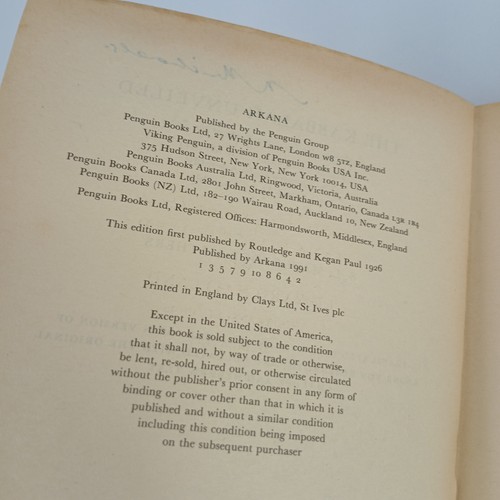 ARKANA
Published by the Penguin Group
Penguin Books Ltd, 27 Wrights Lane, London w8 5TZ, England
Viking Penguin, a division of Penguin Books USA Inc.
375 Hudson Street, New York, New York 10014, USA
Penguin Books Australia Ltd, Ringwood, Victoria, Australia
Penguin Books Canada Ltd, 2801 John Street, Markham, Ontario, Canada L3R 1B4
Penguin Books (NZ) Ltd, 182–190 Wairau Road, Auckland 10, New Zealand
Penguin Books Ltd, Registered Offices: Harmondsworth, Middlesex, England
This edition first published by Routledge and Kegan Paul 1926
Published by Arkana 1991
1 3 5 7 9 10 8 6 4 2
Printed in England by Clays Ltd, St Ives plc
Except in the United States of America,
this book is sold subject to the condition
that it shall not, by way of trade or otherwise,
be lent, re-sold, hired out, or otherwise circulated
without the publisher's prior consent in any form of
binding or cover other than that in which it is
published and without a similar condition
including this condition being imposed
on the subsequent purchaser